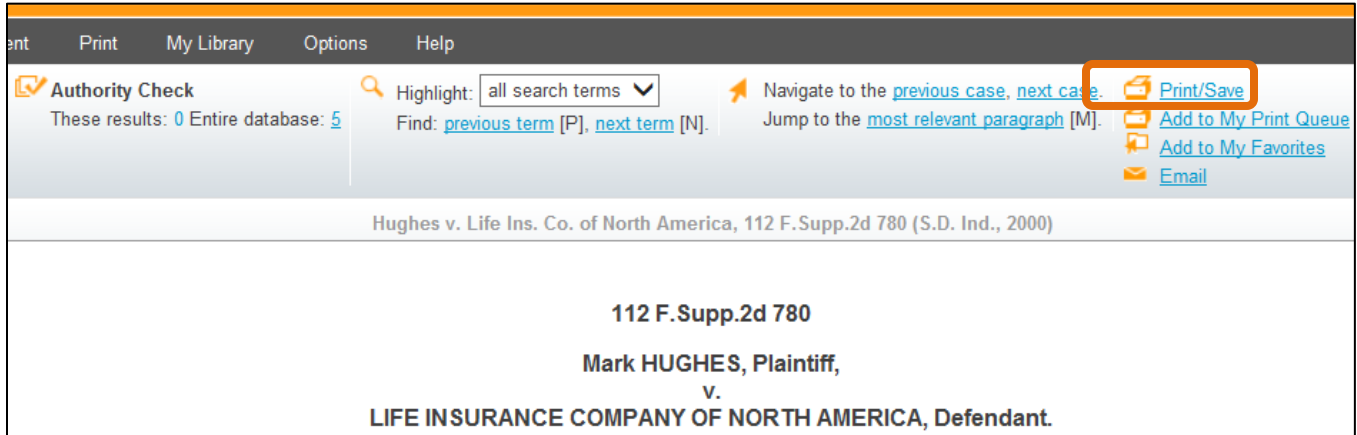 Print My Library Options Help
Authority Check
These results: 0 Entire database: 5
Highlight: all search terms
Find: previous term [P], next term [N].
Navigate to the previous case, next case.
Jump to the most relevant paragraph [M].
Print/Save
Add to My Print Queue
Add to My Favorites
Email
Hughes v. Life Ins. Co. of North America, 112 F.Supp.2d 780 (S.D. Ind., 2000)
112 F.Supp.2d 780
Mark HUGHES, Plaintiff,
v.
LIFE INSURANCE COMPANY OF NORTH AMERICA, Defendant.